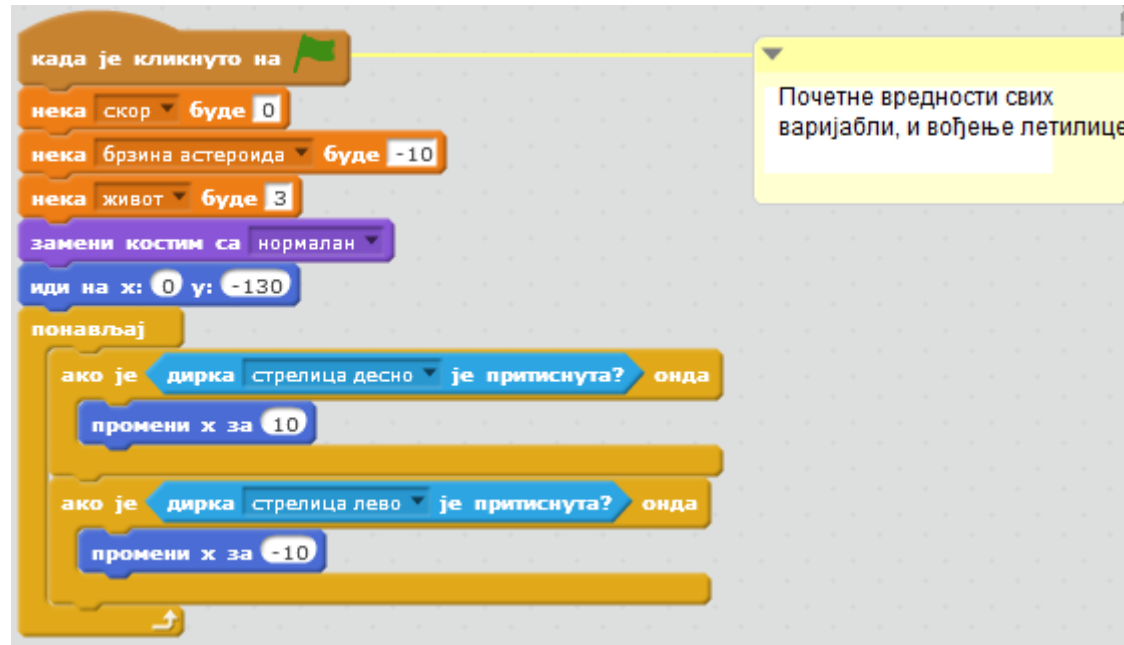 када је кликнуто на
нека скор буде 0
нека брзина астероида буде -10
нека живот буде 3
замени костим са нормалан
иди на x: 0 y: -130
понављај
ако је дирка стрелица десно је притиснута? онда
промени x за 10
ако је дирка стрелица лево је притиснута? онда
промени x за -10
Почетне вредности свих
варијабли, и вођење летилице